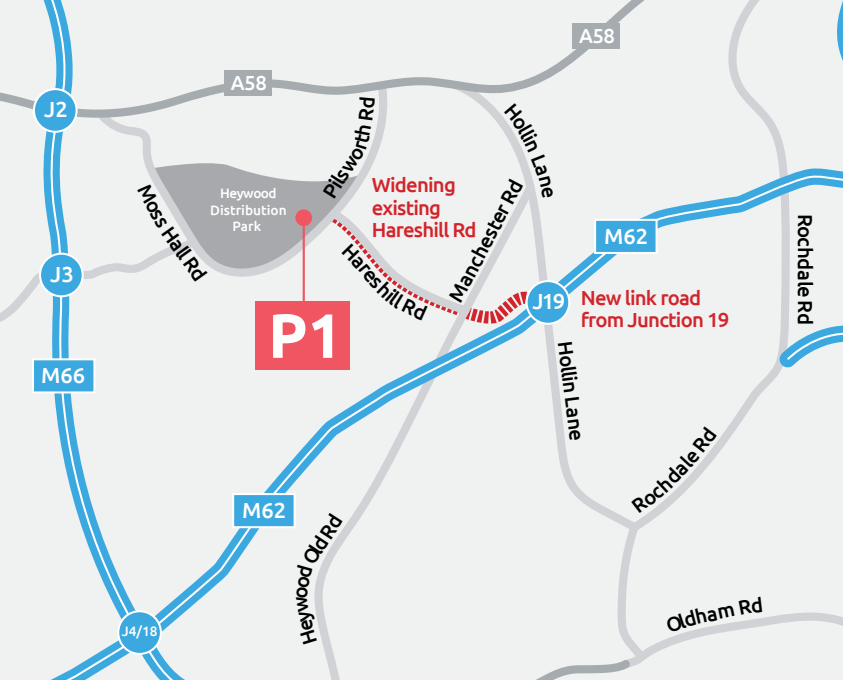 A58
A58
J2
Pilsworth Rd
Hollin Lane
Heywood
Distribution
Park
Widening
existing
Hareshill Rd
Moss Hall Rd
Manchester Rd
M62
Rochdale Rd
J3
Hareshill Rd
J19
New link road
from Junction 19
P1
M66
Hollin Lane
Rochdale Rd
M62
Heywood Old Rd
Oldham Rd
J4/18